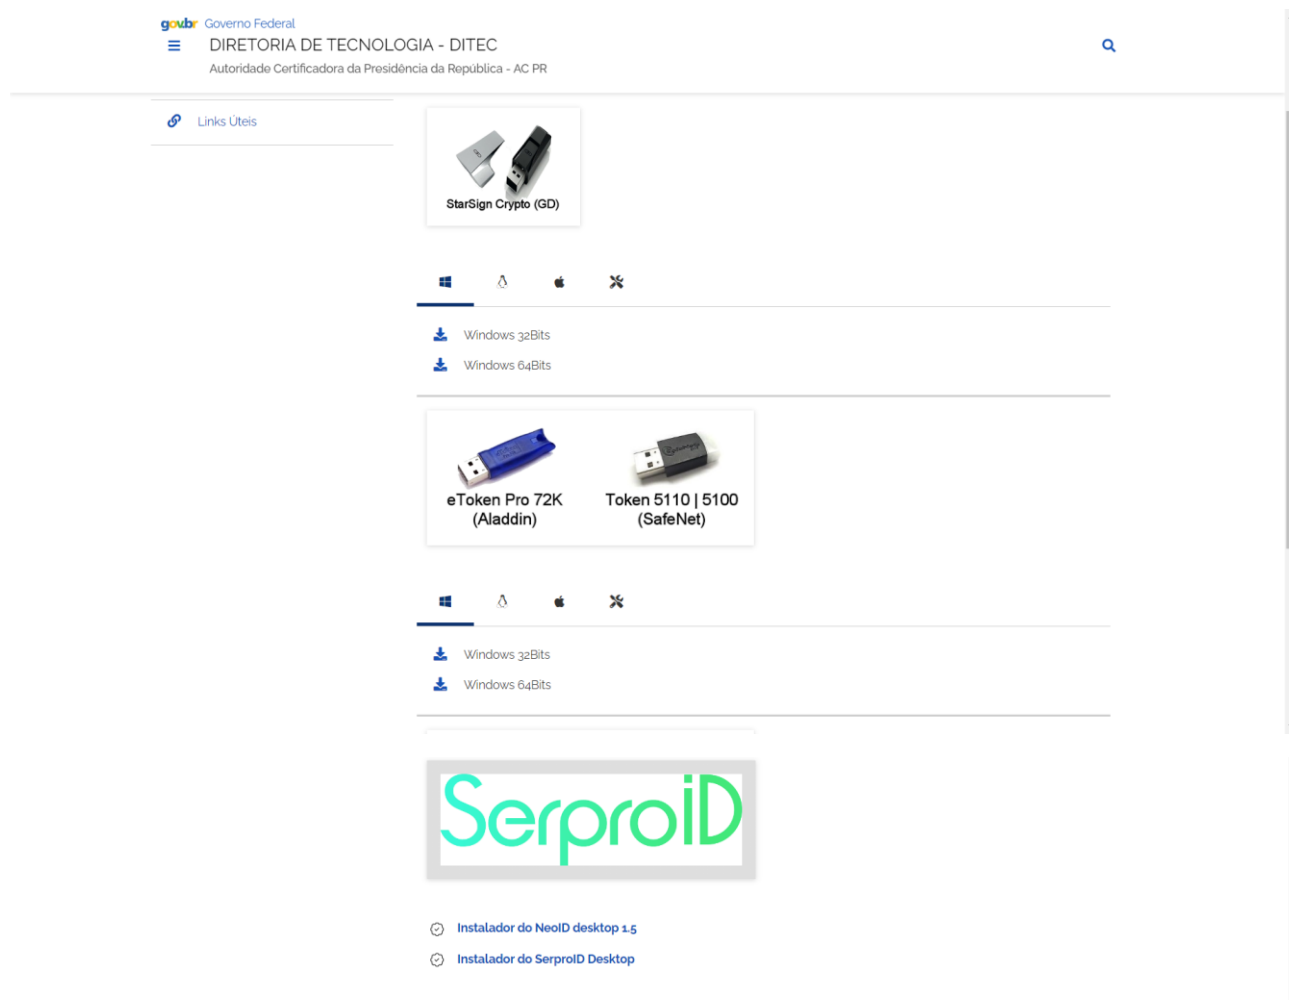 gov.br Governo Federal
DIRETORIA DE TECNOLOGIA - DITEC
Autoridade Certificadora da Presidência da República - AC PR
Links Úteis
StarSign Crypto (GD)
Windows 32Bits
Windows 64Bits
eToken Pro 72K
(Aladdin)
Token 5110 | 5100
(SafeNet)
Windows 32Bits
Windows 64Bits
SerproID
Instalador do NeoID desktop 1.5
Instalador do SerproID Desktop